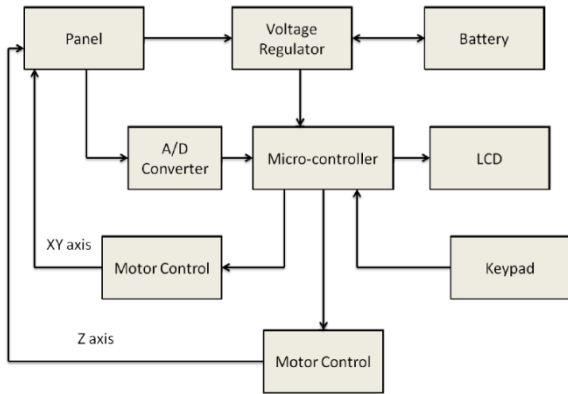 Panel
Voltage
Regulator
Battery
A/D
Converter
Micro-controller
LCD
XY axis
Motor Control
Keypad
Z axis
Motor Control